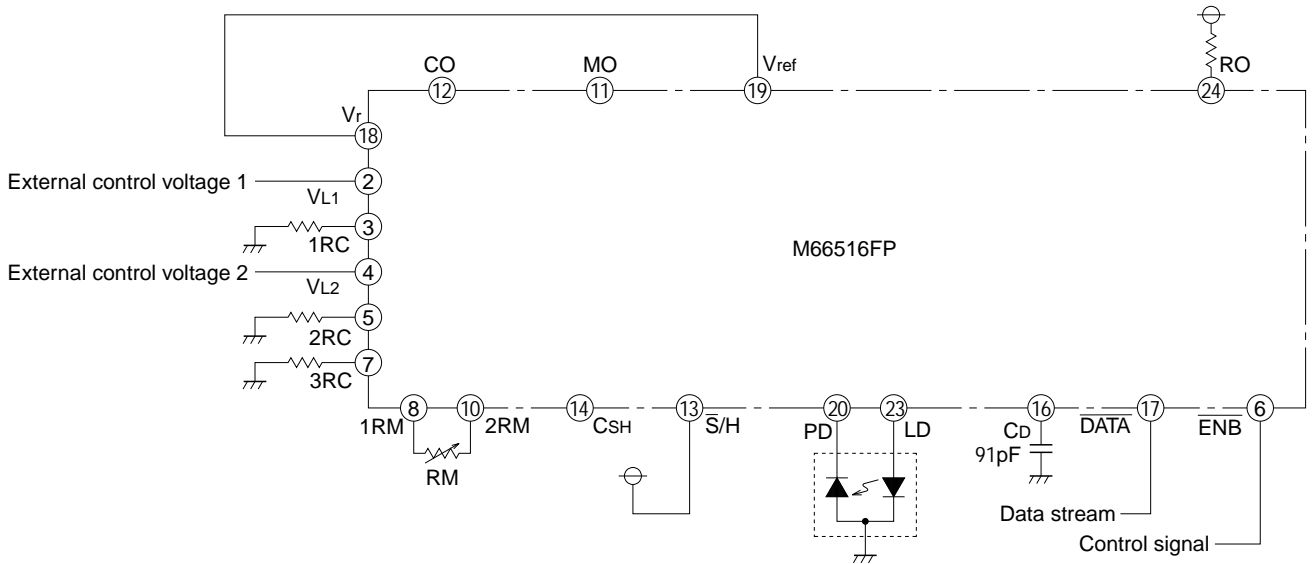 CO
MO
Vref
RO
12
11
19
24
Vr
18
External control voltage 1
2
VL1
3
1RC
M66516FP
External control voltage 2
4
VL2
5
2RC
7
3RC
8
10
14
13
20
23
16
17
6
1RM
2RM
CSH
S̅/H
PD
LD
CD
D̅A̅T̅A̅
E̅N̅B̅
91pF
RM
Data stream
Control signal